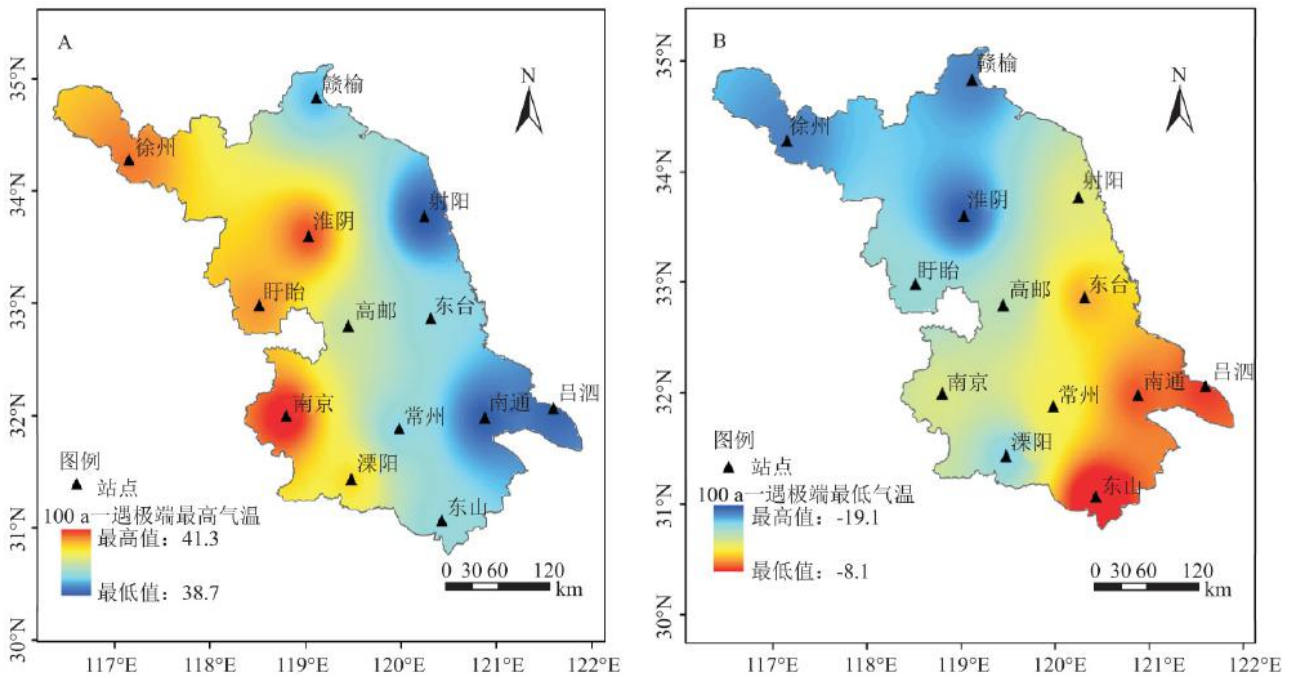 A
N
35°N
34°N
33°N
32°N
31°N
30°N
赣榆
徐州
射阳
淮阴
盱眙
高邮
东台
南京
常州
南通
吕泗
溧阳
东山
图例
站点
100 a一遇极端最高气温
最高值：41.3
最低值：38.7
0 30 60 120
km
117°E 118°E 119°E 120°E 121°E 122°E
B
N
35°N
34°N
33°N
32°N
31°N
30°N
赣榆
徐州
射阳
淮阴
盱眙
高邮
东台
南京
常州
南通
吕泗
溧阳
东山
图例
站点
100 a一遇极端最低气温
最高值：-19.1
最低值：-8.1
0 30 60 120
km
117°E 118°E 119°E 120°E 121°E 122°E